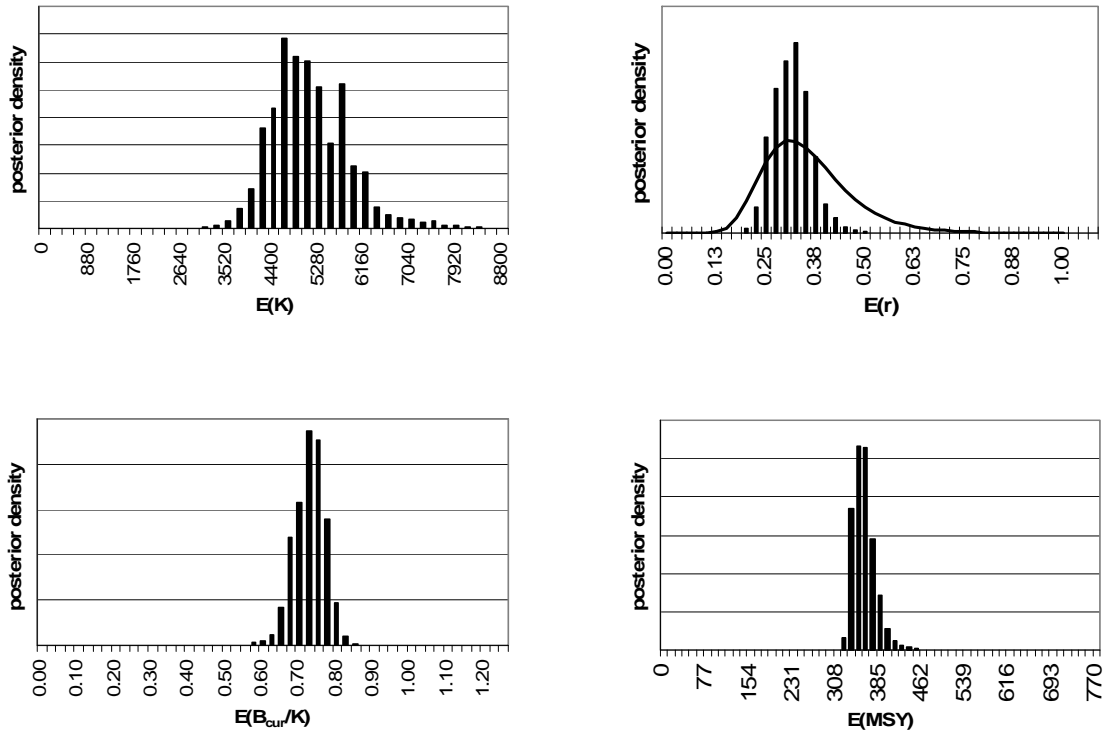 posterior density
0 880 1760 2640 3520 4400 5280 6160 7040 7920 8800
E(K)
posterior density
0.00 0.13 0.25 0.38 0.50 0.63 0.75 0.88 1.00
E(r)
posterior density
0.00 0.10 0.20 0.30 0.40 0.50 0.60 0.70 0.80 0.90 1.00 1.10 1.20
E(Bcur/K)
posterior density
0 77 154 231 308 385 462 539 616 693 770
E(MSY)